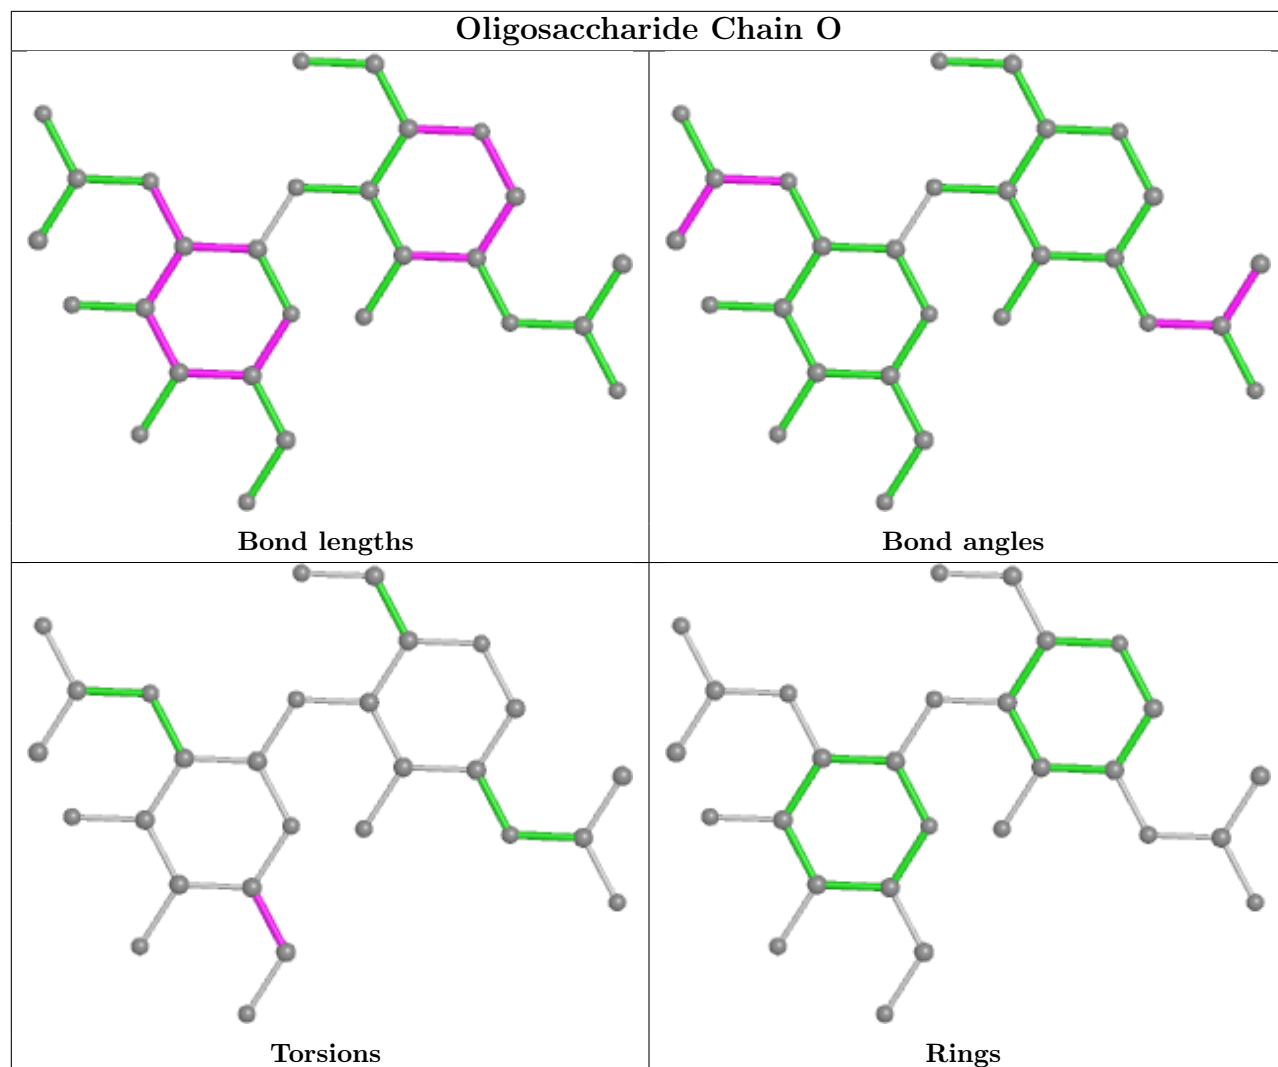 Oligosaccharide Chain O
Bond lengths
Bond angles
Torsions
Rings